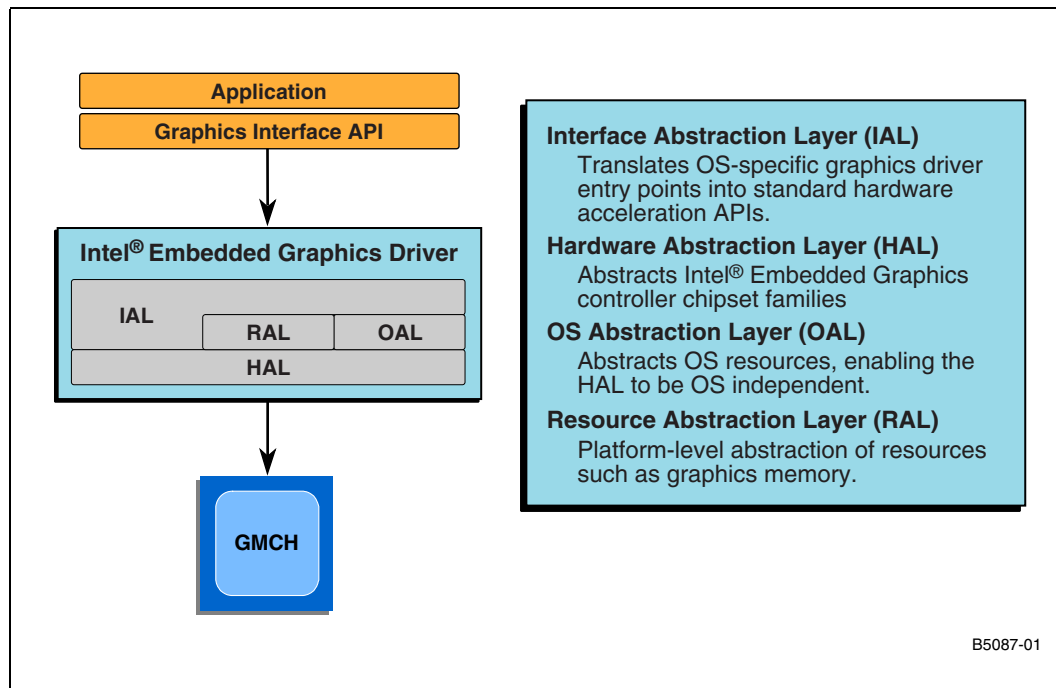 Application
Graphics Interface API
Intel® Embedded Graphics Driver
IAL
RAL
OAL
HAL
GMCH
Interface Abstraction Layer (IAL)
Translates OS-specific graphics driver
entry points into standard hardware
acceleration APIs.
Hardware Abstraction Layer (HAL)
Abstracts Intel® Embedded Graphics
controller chipset families
OS Abstraction Layer (OAL)
Abstracts OS resources, enabling the
HAL to be OS independent.
Resource Abstraction Layer (RAL)
Platform-level abstraction of resources
such as graphics memory.
B5087-01